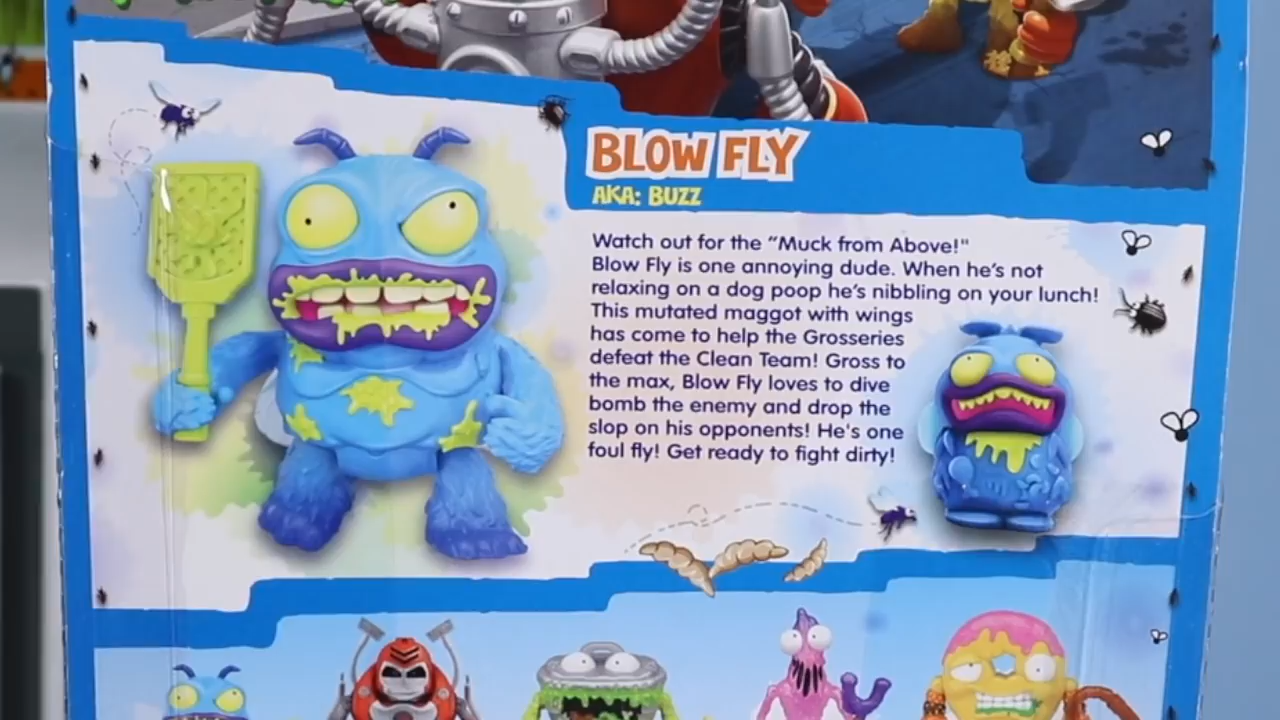 BLOW FLY
AKA: BUZZ
Watch out for the “Muck from Above!"
Blow Fly is one annoying dude. When he's not
relaxing on a dog poop he's nibbling on your lunch!
This mutated maggot with wings
has come to help the Grosseries
defeat the Clean Team! Gross to
the max, Blow Fly loves to dive
bomb the enemy and drop the
slop on his opponents! He's one
foul fly! Get ready to fight dirty!